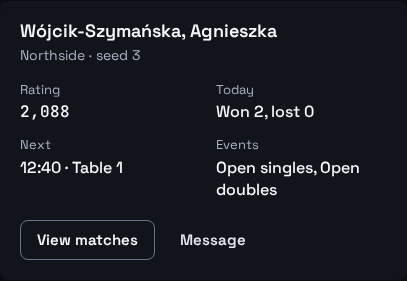 Wójcik-Szymańska, Agnieszka
Northside · seed 3
Rating
2,088
Today
Won 2, lost 0
Next
12:40 · Table 1
Events
Open singles, Open
doubles
View matches
Message